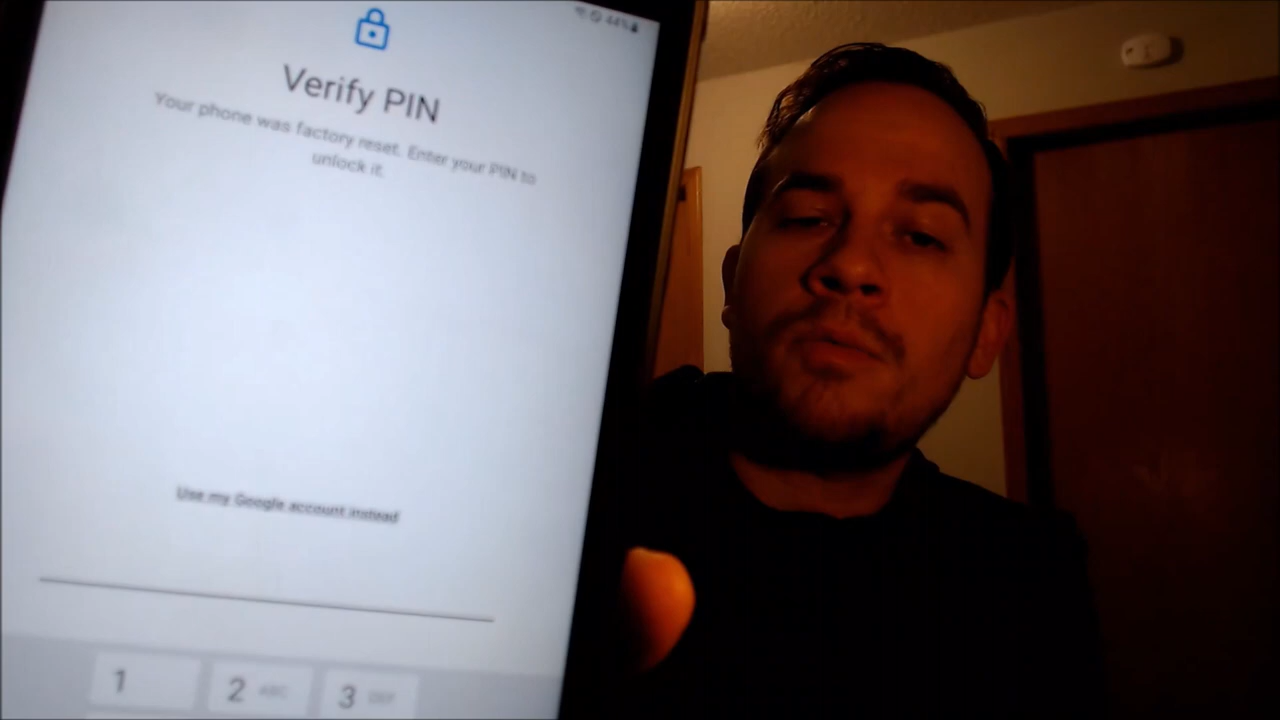 44%
Verify PIN
Your phone was factory reset. Enter your PIN to
unlock it.
Use my Google account instead
1
2 ABC
3 DEF